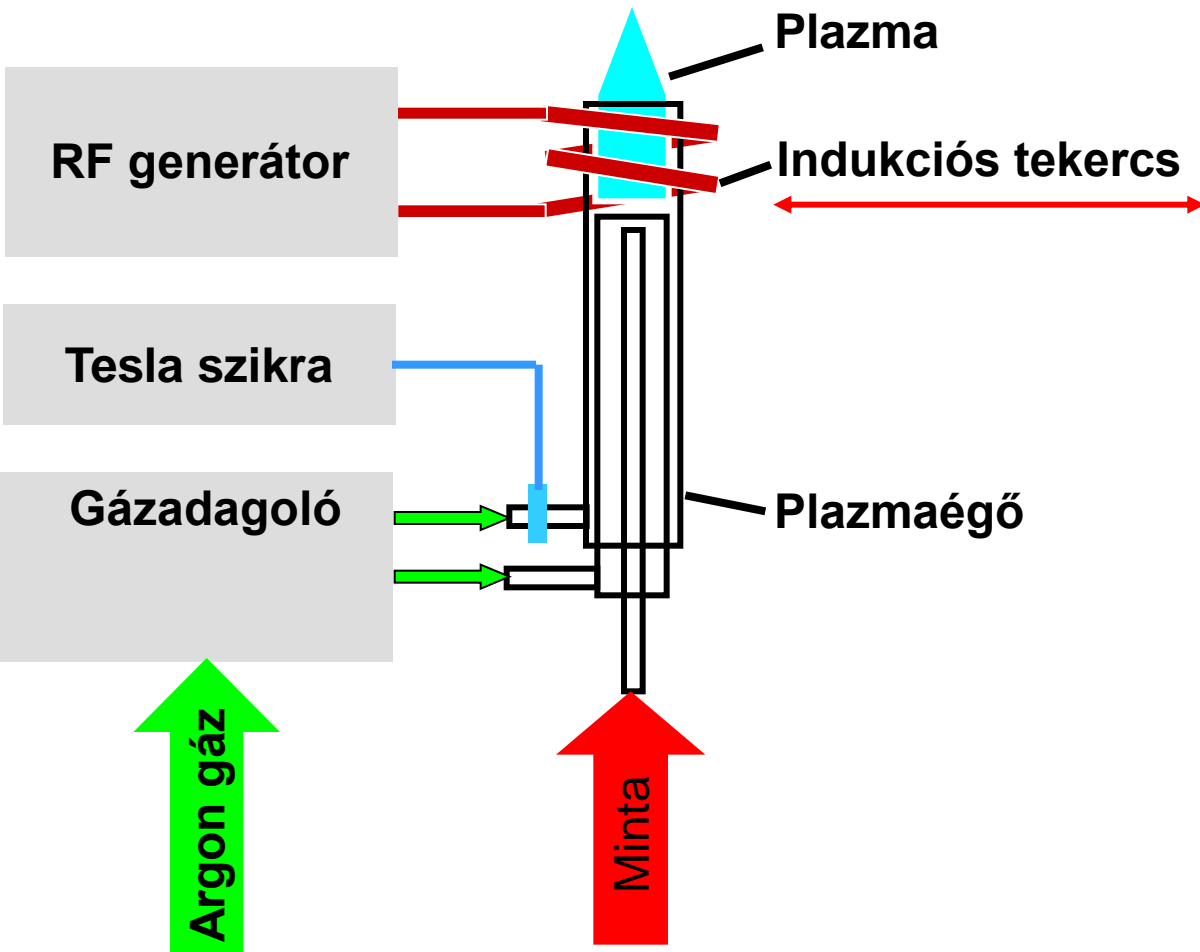 Plazma
RF generátor
Indukciós tekercs
Tesla szikra
Gázadagoló
Plazmaégő
Argon gáz
Minta